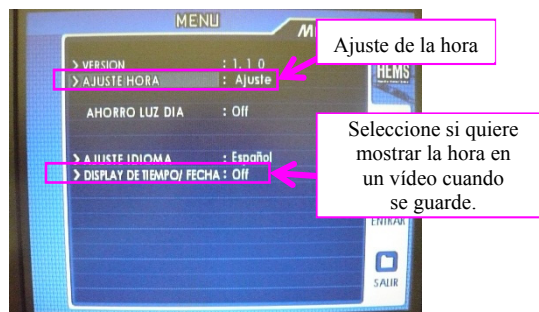 MENU
> VERSION : 1.1 0
> AJUSTE HORA : Ajuste
AHORRO LUZ DIA : Off
> AJUSTE IDIOMA : Español
> DISPLAY DE TIEMPO/ FECHA : Off
Ajuste de la hora
HEMS
Seleccione si quiere
mostrar la hora en
un vídeo cuando
se guarde.
ENTRAR
SALIR